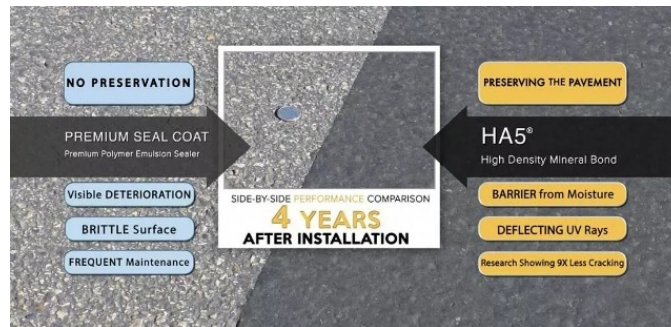 NO PRESERVATION
PREMIUM SEAL COAT
Premium Polymer Emulsion Sealer
Visible DETERIORATION
BRITTLE Surface
FREQUENT Maintenance
SIDE-BY-SIDE PERFORMANCE COMPARISON
4 YEARS
AFTER INSTALLATION
PRESERVING THE PAVEMENT
HA5®
High Density Mineral Bond
BARRIER from Moisture
DEFLECTING UV Rays
Research Showing 9X Less Cracking